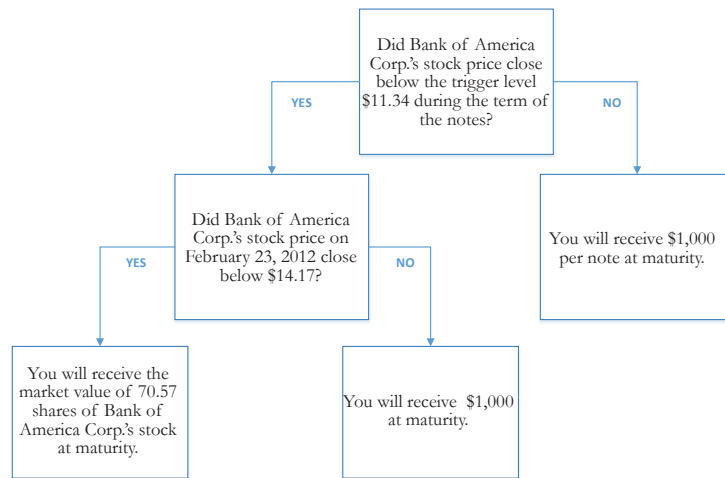 Did Bank of America
Corp.'s stock price close
below the trigger level
$11.34 during the term of
the notes?
YES
NO
Did Bank of America
Corp.'s stock price on
February 23, 2012 close
below $14.17?
You will receive $1,000
per note at maturity.
YES
NO
You will receive the
market value of 70.57
shares of Bank of
America Corp.'s stock
at maturity.
You will receive $1,000
at maturity.